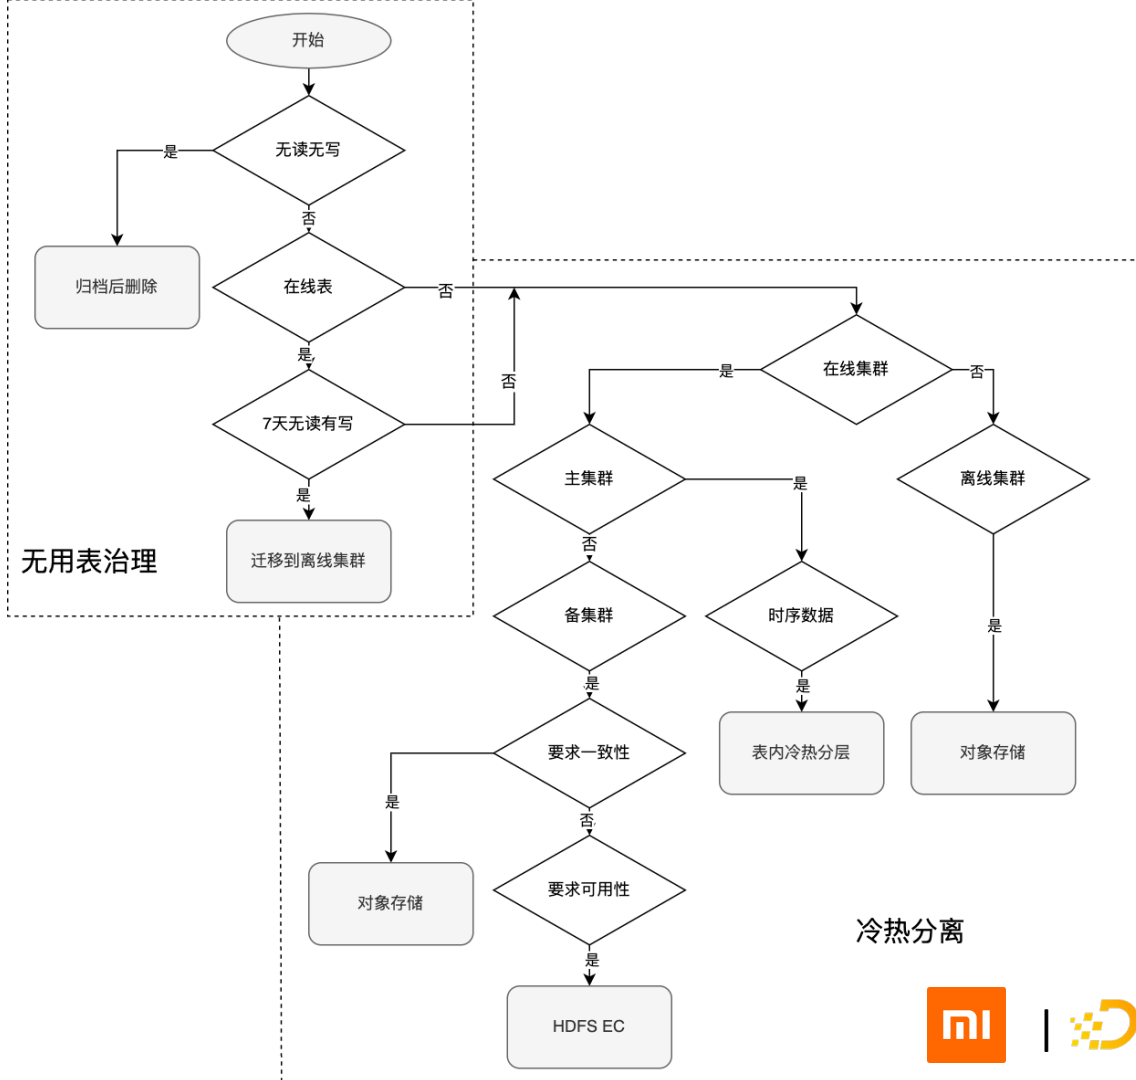 开始
无读无写
是
否
归档后删除
在线表
否
是
7天无读有写
否
是
迁移到离线集群
无用表治理
在线集群
是
否
主集群
是
否
离线集群
是
备集群
是
时序数据
是
表内冷热分层
对象存储
要求一致性
是
否
对象存储
要求可用性
是
HDFS EC
冷热分离
mi